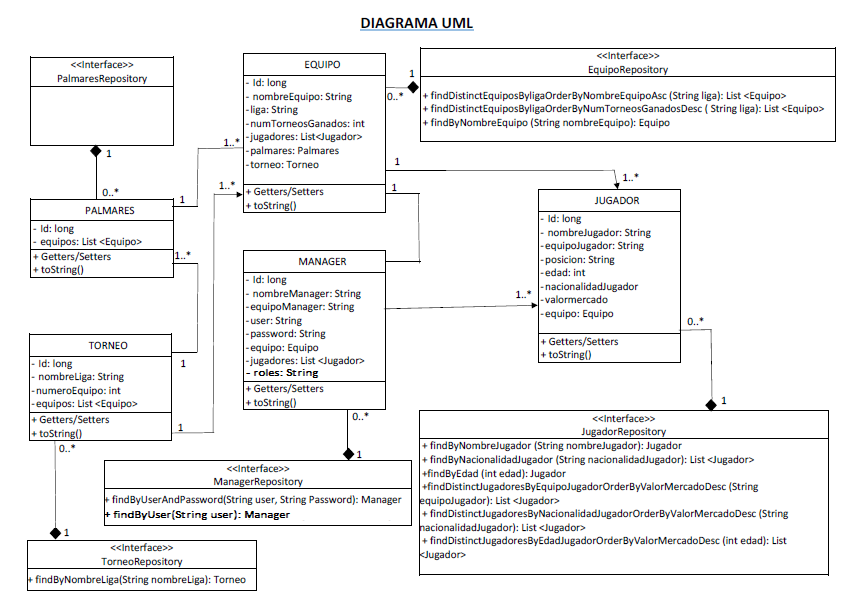 DIAGRAMA UML
<<Interface>>
PalmaresRepository
1
0..*
EQUIPO
- Id: long
- nombreEquipo: String
-liga: String
-numTorneosGanados: int
-jugadores: List<Jugador>
-palmares: Palmares
-torneo: Torneo
+ Getters/Setters
+ toString()
1
0..*
<<Interface>>
EquipoRepository
+ findDistinctEquiposByligaOrderByNombreEquipoAsc (String liga): List <Equipo>
+ findDistinctEquiposByligaOrderByNumTorneosGanadosDesc ( String liga): List <Equipo>
+ findByNombreEquipo (String nombreEquipo): Equipo
1..*
1..*
1
1
1..*
PALMARES
- Id: long
- equipos: List <Equipo>
+ Getters/Setters
+ toString()
1
1..*
JUGADOR
- Id: long
- nombreJugador: String
-equipoJugador: String
-posicion: String
-edad: int
-nacionalidadJugador
-valormercado
-equipo: Equipo
+ Getters/Setters
+ toString()
1..*
0..*
1
MANAGER
- Id: long
- nombreManager: String
-equipoManager: String
-user: String
-password: String
-equipo: Equipo
-jugadores: List <Jugador>
- roles: String
+ Getters/Setters
+ toString()
0..*
1
TORNEO
- Id: long
- nombreLiga: String
-numeroEquipo: int
-equipos: List <Equipo>
+ Getters/Setters
+ toString()
1
1
0..*
1
<<Interface>>
JugadorRepository
+ findByNombreJugador (String nombreJugador): Jugador
+ findByNacionalidadJugador (String nacionalidadJugador): List <Jugador>
+findByEdad (int edad): Jugador
+ findDistinctJugadoresByEquipoJugadorOrderByValorMercadoDesc (String
equipoJugador): List <Jugador>
+ findDistinctJugadoresByNacionalidadJugadorOrderByValorMercadoDesc (String
nacionalidadJugador): List <Jugador>
+ findDistinctJugadoresByEdadJugadorOrderByValorMercadoDesc (int edad): List
<Jugador>
<<Interface>>
ManagerRepository
+ findByUserAndPassword(String user, String Password): Manager
+ findByUser(String user): Manager
<<Interface>>
TorneoRepository
+ findByNombreLiga(String nombreLiga): Torneo